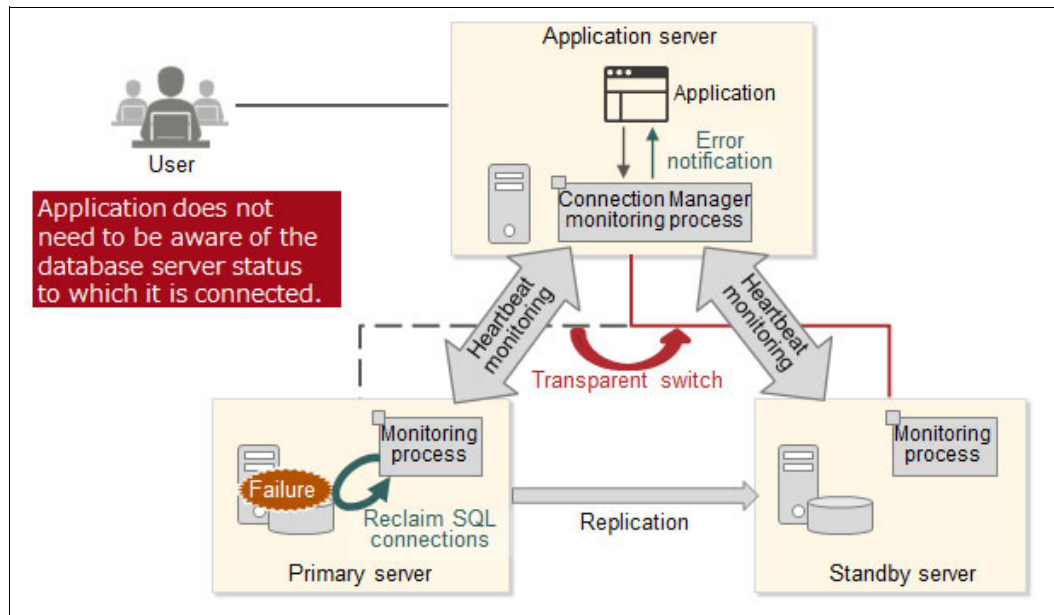 Application server
Application
Error
notification
User
Connection Manager
monitoring process
Application does not
need to be aware of the
database server status
to which it is connected.
Heartbeat
monitoring
Heartbeat
monitoring
Transparent switch
Monitoring
process
Failure
Reclaim SQL
connections
Primary server
Replication
Monitoring
process
Standby server